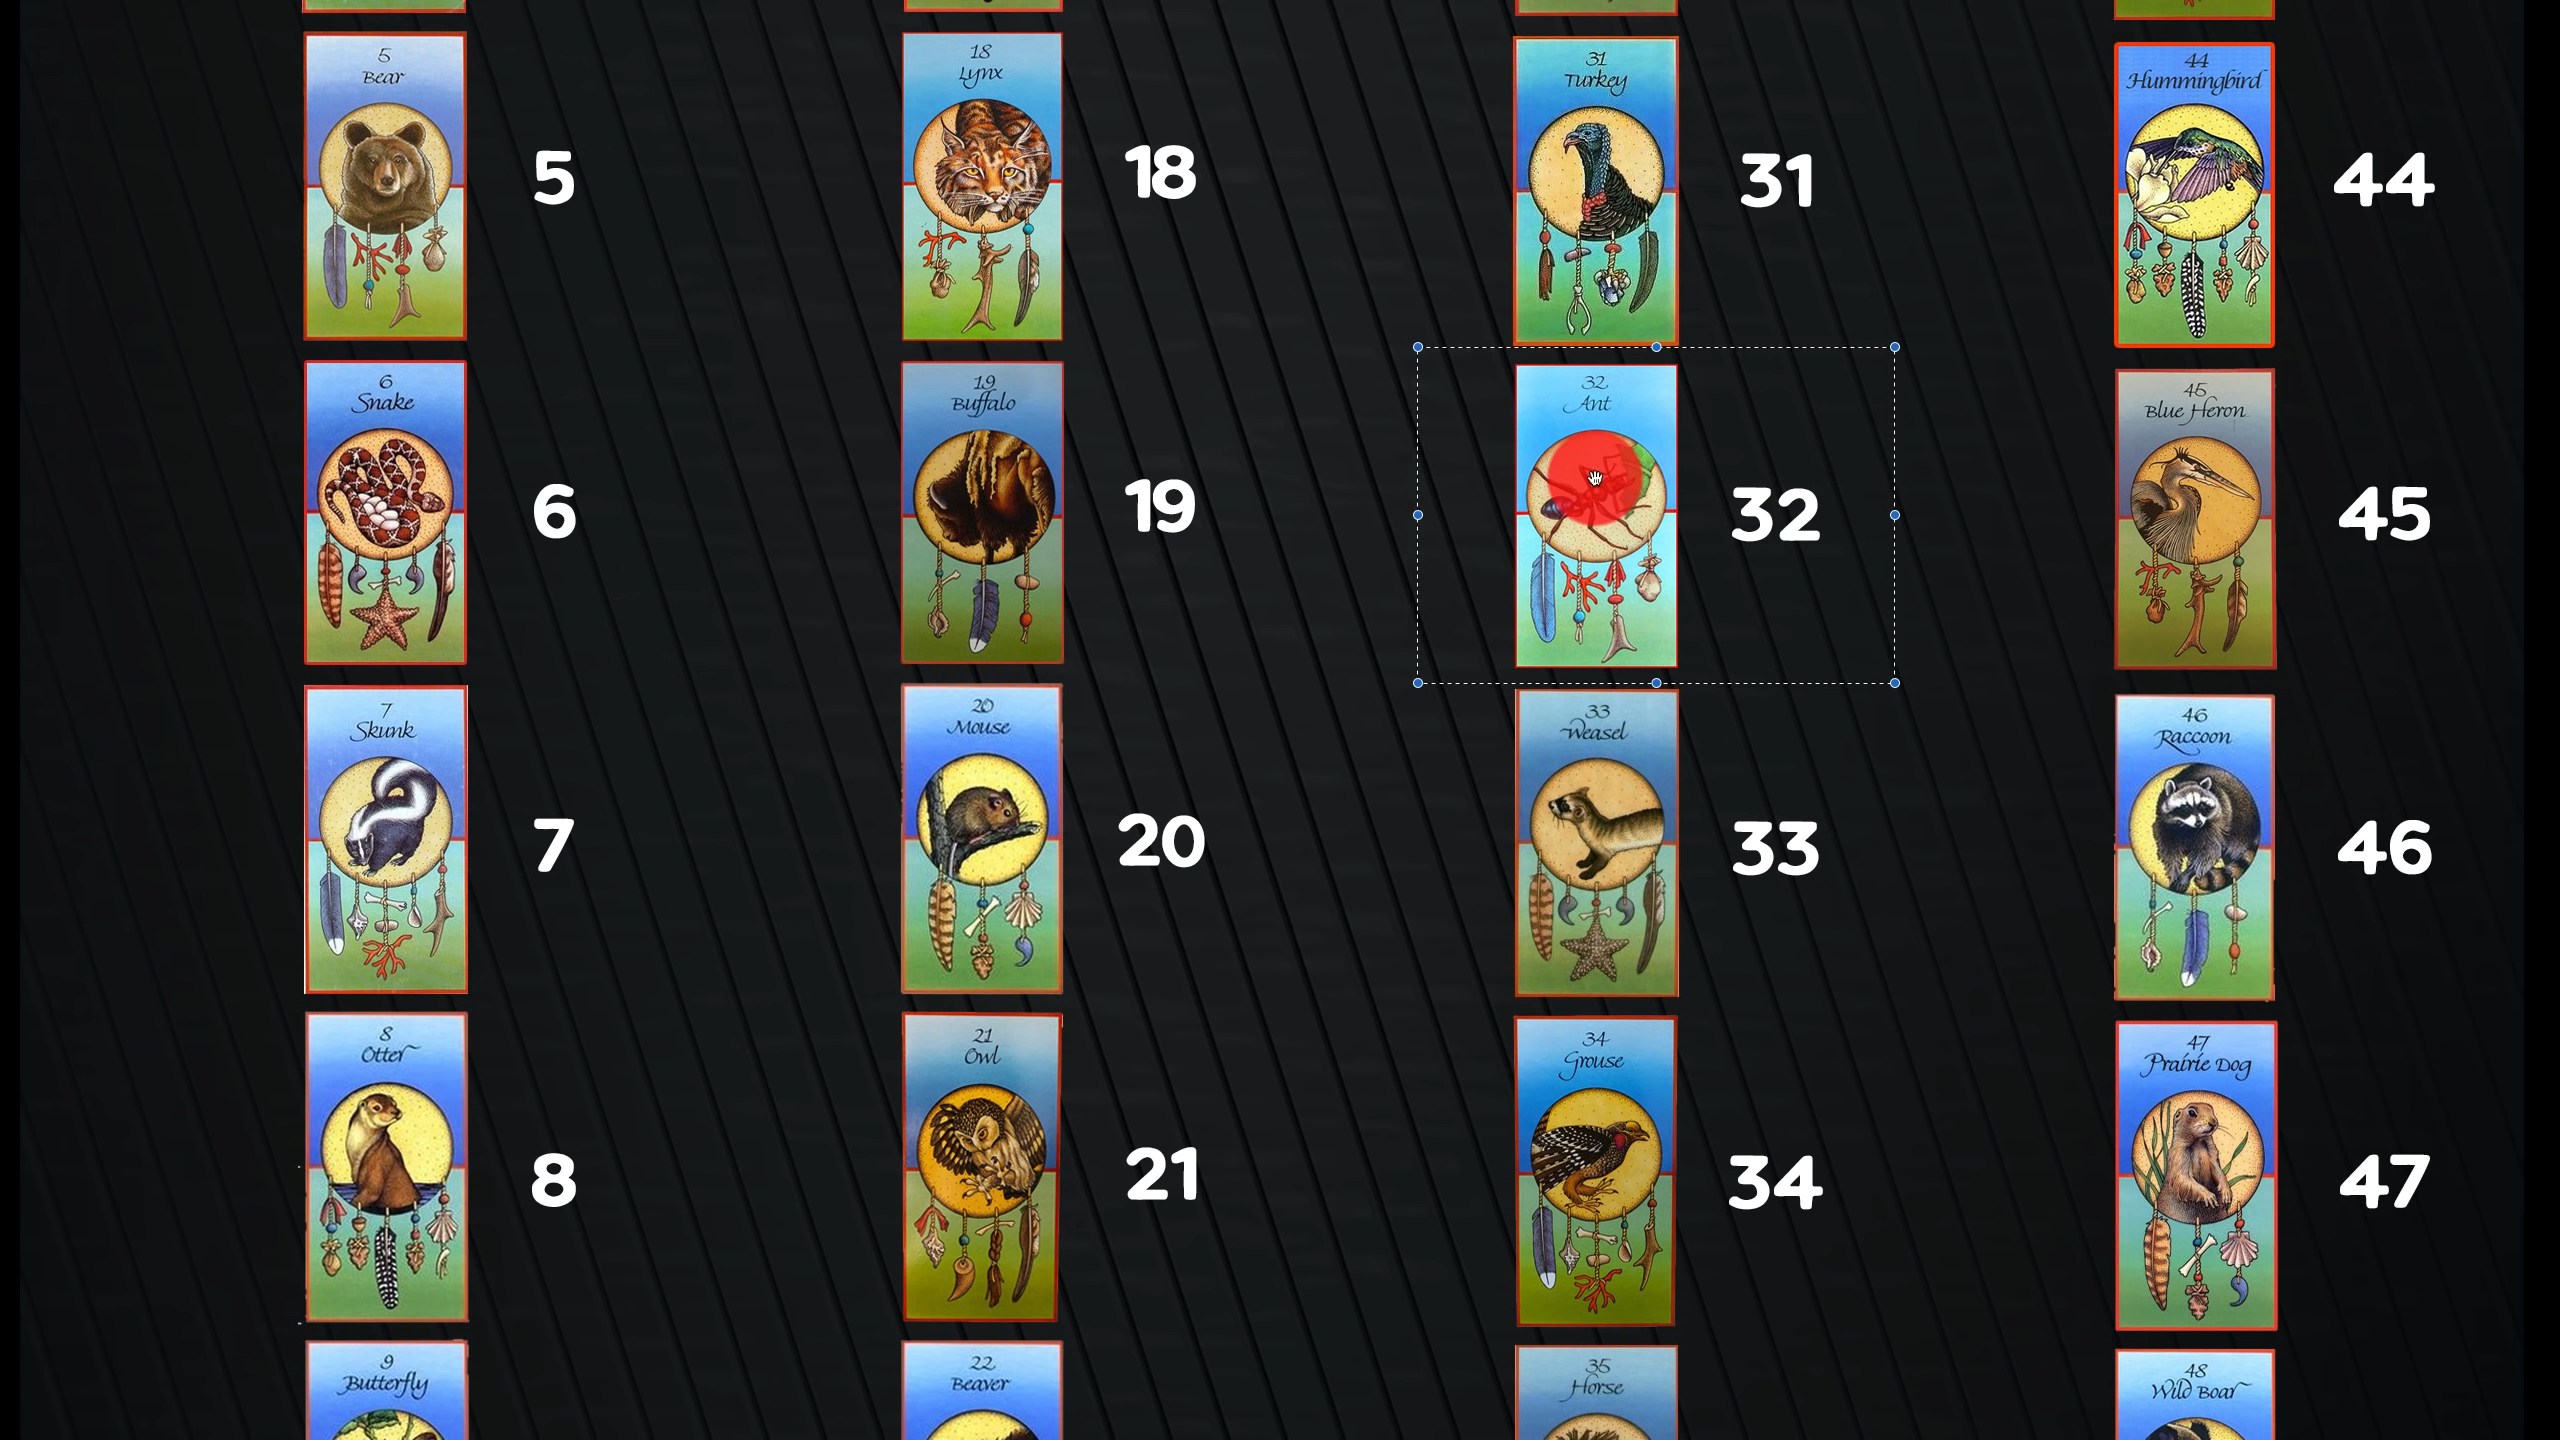 5
Bear
5
18
Lynx
18
31
Turkey
31
44
Hummingbird
44
6
Snake
6
19
Buffalo
19
32
Ant
32
45
Blue Heron
45
7
Skunk
7
20
Mouse
20
33
Weasel
33
46
Raccoon
46
8
Otter
8
21
Owl
21
34
Grouse
34
47
Prairie Dog
47
9
Butterfly
22
Beaver
35
Horse
48
Wild Boar